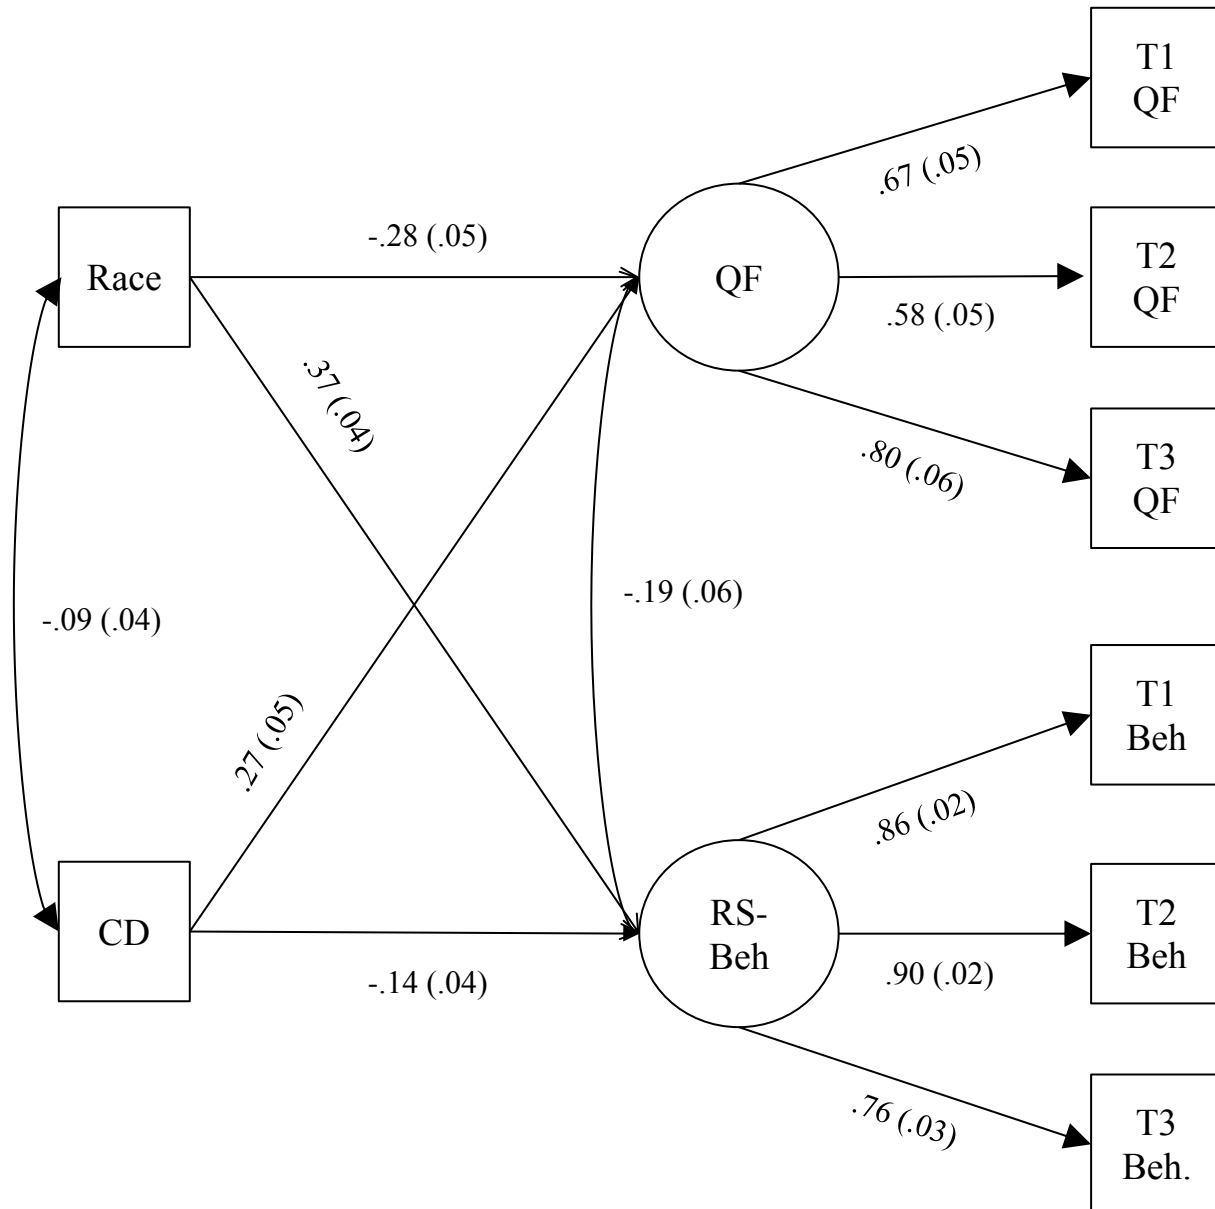 T1
QF
.67 (.05)
-.28 (.05)
Race
QF
T2
QF
.58 (.05)
.37 (.04)
.80 (.06)
T3
QF
-.09 (.04)
-.19 (.06)
.27 (.05)
T1
Beh
.86 (.02)
CD
RS-
Beh
T2
Beh
-.14 (.04)
.90 (.02)
.76 (.03)
T3
Beh.